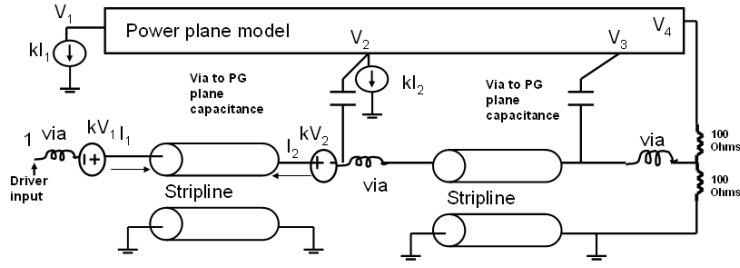 V1
Power plane model
V4
V2
V3
kI1
Via to PG
plane
capacitance
kI2
Via to PG
plane
capacitance
1 via
kV1 I1
I2
kV2
via
via
100
Ohms
100
Ohms
Driver
input
Stripline
Stripline